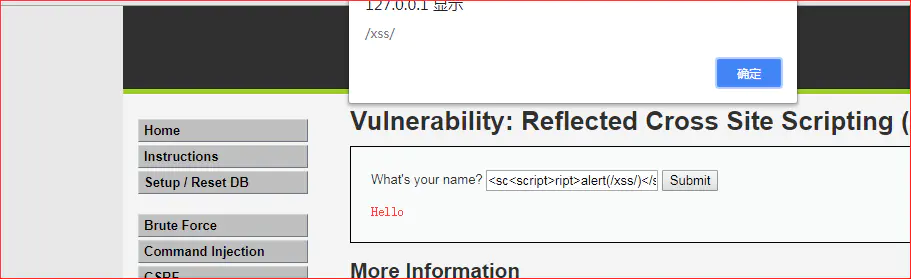 127.0.0.1 显示
/xss/
确定
Home
Instructions
Setup / Reset DB
Brute Force
Command Injection
CSRF
Vulnerability: Reflected Cross Site Scripting (
What's your name? <sc<script>ript>alert(/xss/)</s Submit
Hello
More Information